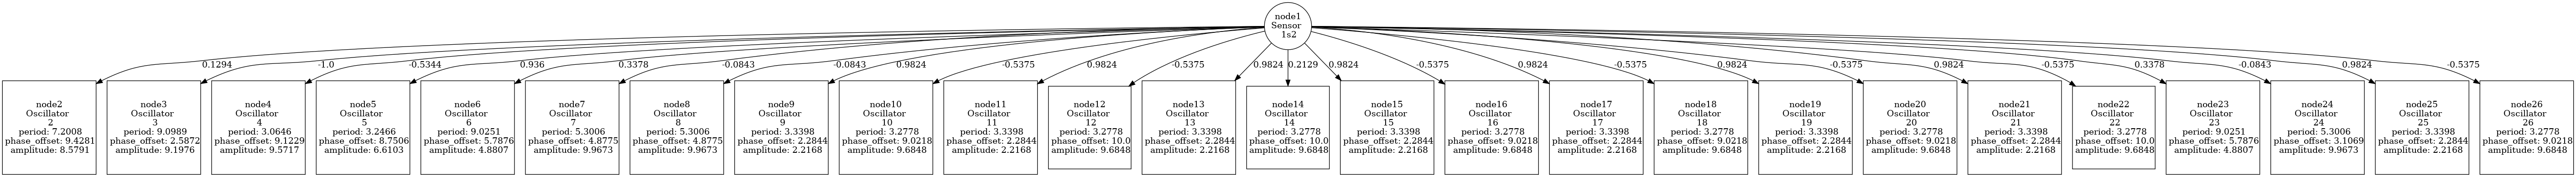 node1
Sensor
1s2
0.1294
-1.0
-0.5344
0.936
0.3378
-0.0843
-0.0843
0.9824
-0.5375
0.9824
-0.5375
0.9824
0.2129
0.9824
-0.5375
0.9824
-0.5375
0.9824
-0.5375
0.9824
-0.5375
0.3378
-0.0843
0.9824
-0.5375
node2
Oscillator
2
period: 7.2008
phase_offset: 9.4281
amplitude: 8.5791
node3
Oscillator
3
period: 9.0989
phase_offset: 2.5872
amplitude: 9.1976
node4
Oscillator
4
period: 3.0646
phase_offset: 9.1229
amplitude: 9.5717
node5
Oscillator
5
period: 3.2466
phase_offset: 8.7506
amplitude: 6.6103
node6
Oscillator
6
period: 9.0251
phase_offset: 5.7876
amplitude: 4.8807
node7
Oscillator
7
period: 5.3006
phase_offset: 4.8775
amplitude: 9.9673
node8
Oscillator
8
period: 5.3006
phase_offset: 4.8775
amplitude: 9.9673
node9
Oscillator
9
period: 3.3398
phase_offset: 2.2844
amplitude: 2.2168
node10
Oscillator
10
period: 3.2778
phase_offset: 9.0218
amplitude: 9.6848
node11
Oscillator
11
period: 3.3398
phase_offset: 2.2844
amplitude: 2.2168
node12
Oscillator
12
period: 3.2778
phase_offset: 10.0
amplitude: 9.6848
node13
Oscillator
13
period: 3.3398
phase_offset: 2.2844
amplitude: 2.2168
node14
Oscillator
14
period: 3.2778
phase_offset: 10.0
amplitude: 9.6848
node15
Oscillator
15
period: 3.3398
phase_offset: 2.2844
amplitude: 2.2168
node16
Oscillator
16
period: 3.2778
phase_offset: 9.0218
amplitude: 9.6848
node17
Oscillator
17
period: 3.3398
phase_offset: 2.2844
amplitude: 2.2168
node18
Oscillator
18
period: 3.2778
phase_offset: 9.0218
amplitude: 9.6848
node19
Oscillator
19
period: 3.3398
phase_offset: 2.2844
amplitude: 2.2168
node20
Oscillator
20
period: 3.2778
phase_offset: 9.0218
amplitude: 9.6848
node21
Oscillator
21
period: 3.3398
phase_offset: 2.2844
amplitude: 2.2168
node22
Oscillator
22
period: 3.2778
phase_offset: 10.0
amplitude: 9.6848
node23
Oscillator
23
period: 9.0251
phase_offset: 5.7876
amplitude: 4.8807
node24
Oscillator
24
period: 5.3006
phase_offset: 3.1069
amplitude: 9.9673
node25
Oscillator
25
period: 3.3398
phase_offset: 2.2844
amplitude: 2.2168
node26
Oscillator
26
period: 3.2778
phase_offset: 9.0218
amplitude: 9.6848